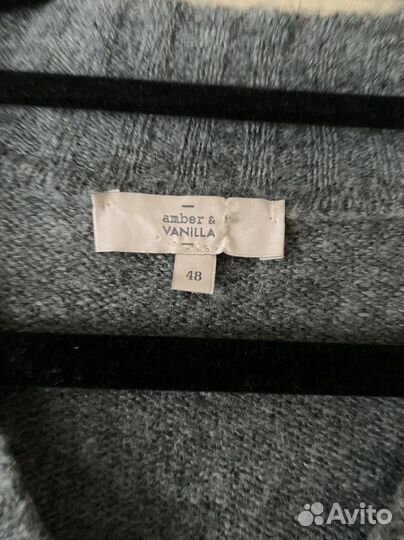 amber &
VANILLA
48
Avito